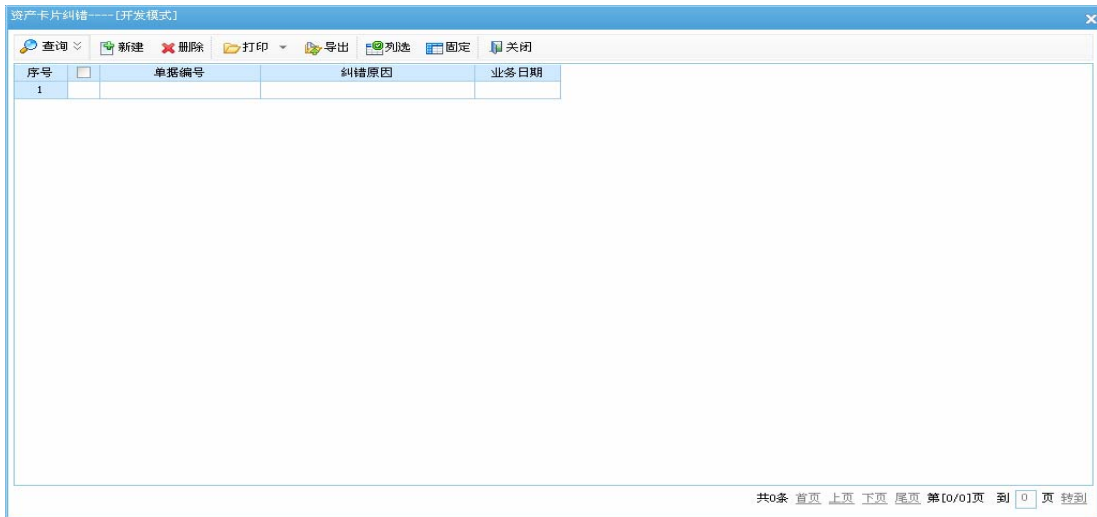 资产卡片纠错----[开发模式]
查询 新建 删除 打印 导出 列选 固定 关闭
序号 单据编号 纠错原因 业务日期
1
共0条 首页 上页 下页 尾页 第[0/0]页 到 0 页 转到